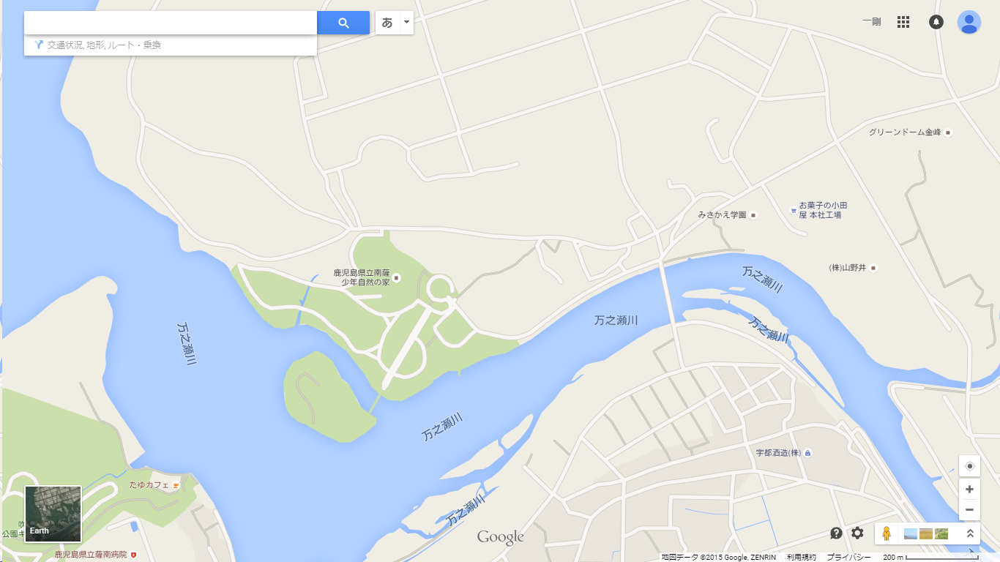 あ
一剛
交通状況, 地形, ルート・乗換
グリーンドーム金峰
お菓子の小田
屋 本社工場
みさかえ学園
(株)山野井
鹿児島県立南薩
少年自然の家
万之瀬川
万之瀬川
万之瀬川
万之瀬川
万之瀬川
万之瀬川
宇都酒造(株)
たゆカフェ
吹
公園キ
Earth
鹿児島県立薩南病院
Google
地図データ ©2015 Google, ZENRIN
利用規約
プライバシー
200 m